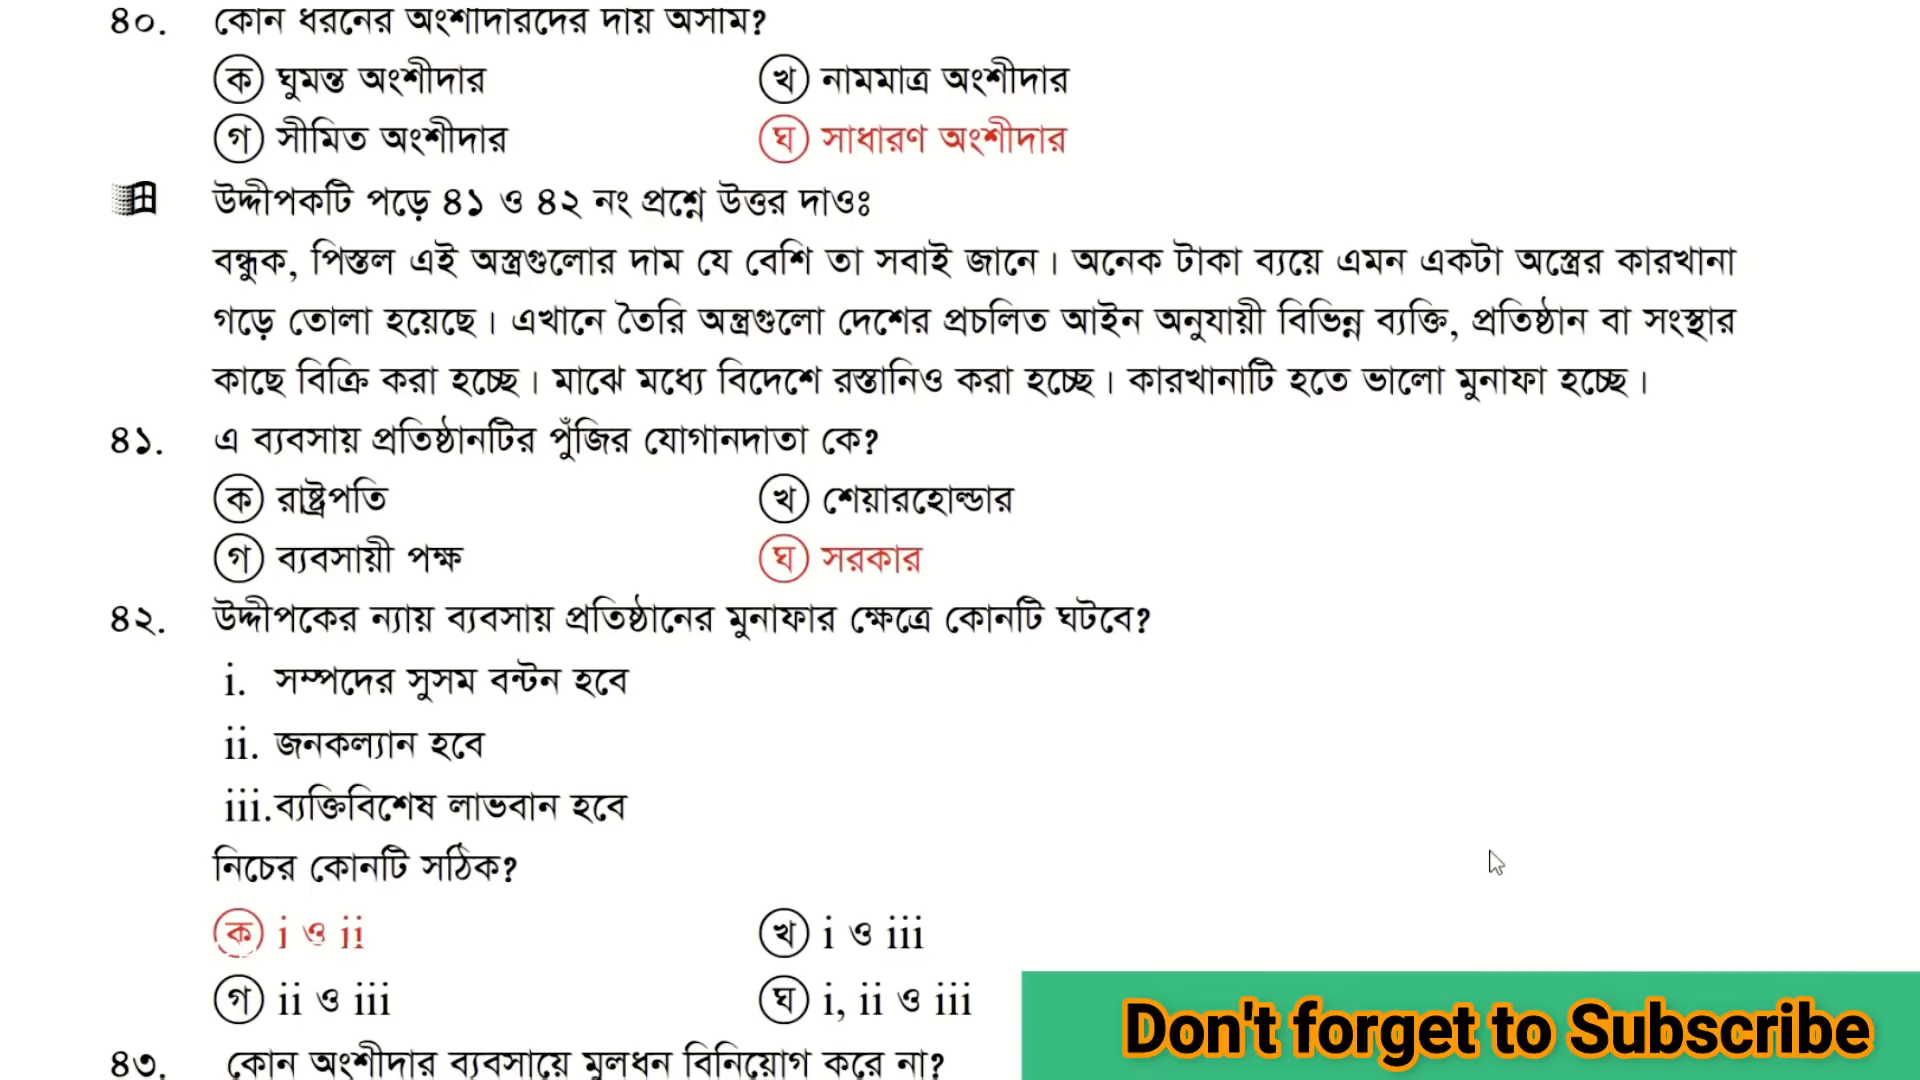 ৪০. কোন ধরনের অংশীদারদের দায় অসীম?
ক ঘুমন্ত অংশীদার খ নামমাত্র অংশীদার
গ সীমিত অংশীদার ঘ সাধারণ অংশীদার
উদ্দীপকটি পড়ে ৪১ ও ৪২ নং প্রশ্নে উত্তর দাওঃ
বন্ধুক, পিস্তল এই অস্ত্রগুলোর দাম যে বেশি তা সবাই জানে। অনেক টাকা ব্যয়ে এমন একটা অস্ত্রের কারখানা
গড়ে তোলা হয়েছে। এখানে তৈরি অন্ত্রগুলো দেশের প্রচলিত আইন অনুযায়ী বিভিন্ন ব্যক্তি, প্রতিষ্ঠান বা সংস্থার
কাছে বিক্রি করা হচ্ছে। মাঝে মধ্যে বিদেশে রস্তানিও করা হচ্ছে। কারখানাটি হতে ভালো মুনাফা হচ্ছে।
৪১. এ ব্যবসায় প্রতিষ্ঠানটির পুঁজির যোগানদাতা কে?
ক রাষ্ট্রপতি খ শেয়ারহোল্ডার
গ ব্যবসায়ী পক্ষ ঘ সরকার
৪২. উদ্দীপকের ন্যায় ব্যবসায় প্রতিষ্ঠানের মুনাফার ক্ষেত্রে কোনটি ঘটবে?
i. সম্পদের সুসম বন্টন হবে
ii. জনকল্যান হবে
iii. ব্যক্তিবিশেষ লাভবান হবে
নিচের কোনটি সঠিক?
ক i ও ii খ i ও iii
গ ii ও iii ঘ i, ii ও iii
৪৩. কোন অংশীদার ব্যবসায়ে মূলধন বিনিয়োগ করে না?
Don't forget to Subscribe